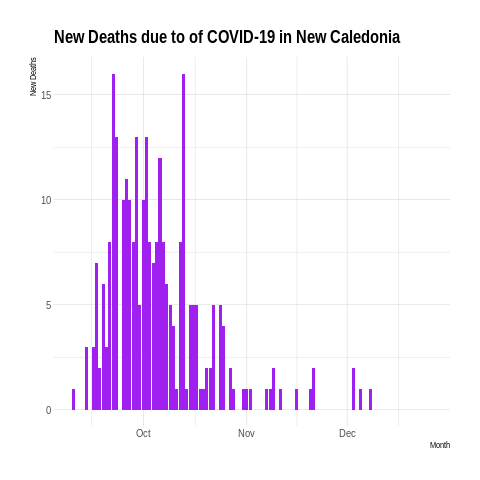 New Deaths due to of COVID-19 in New Caledonia
New Deaths
15
10
5
0
Oct Nov Dec
Month